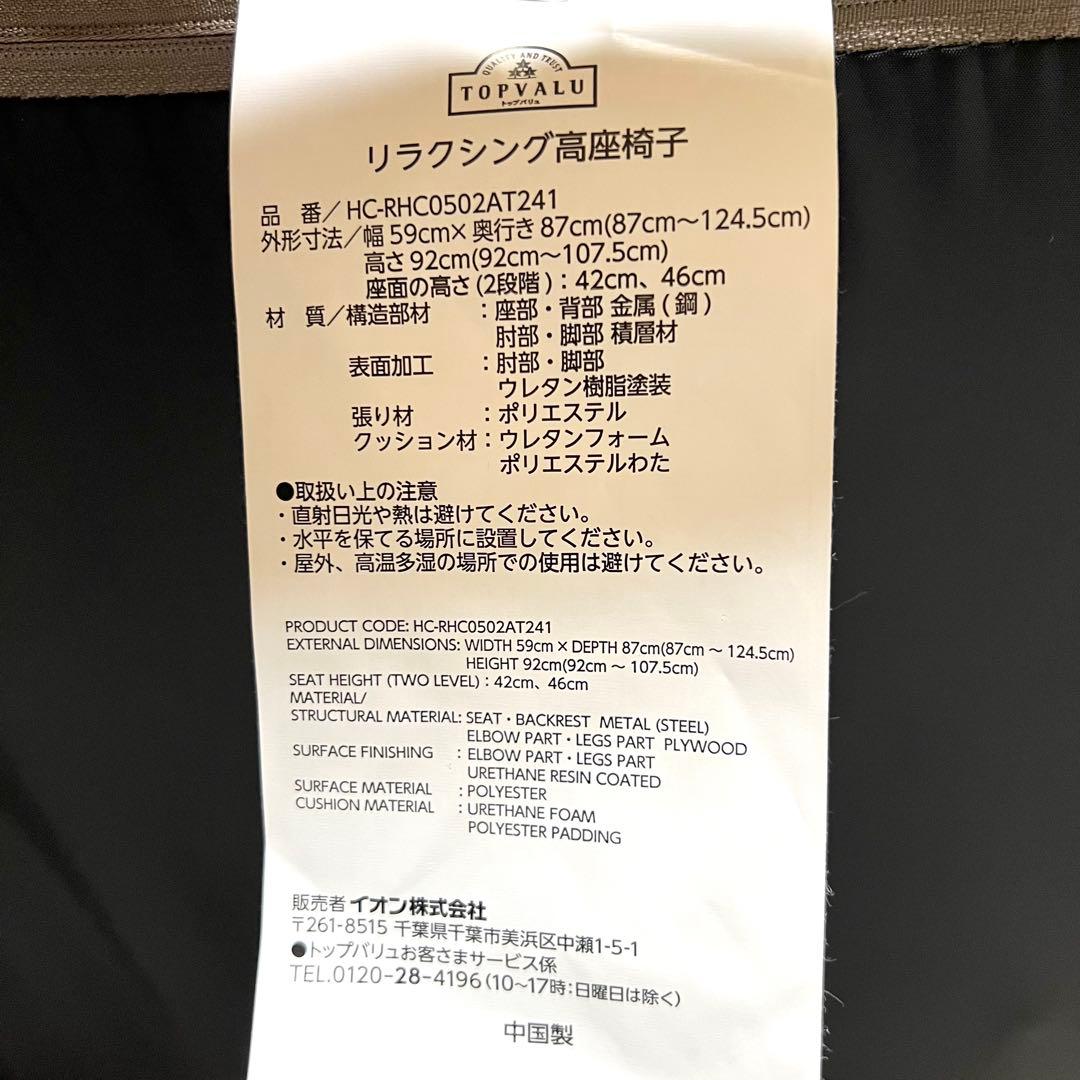 QUALITY AND TRUST
TOPVALU
トップバリュ
リラクシング高座椅子
品 番／HC-RHC0502AT241
外形寸法／幅 59cm×奥行き 87cm(87cm～124.5cm)
高さ 92cm(92cm～107.5cm)
座面の高さ(2段階)：42cm、46cm
材 質／構造部材 ：座部・背部 金属(鋼)
肘部・脚部 積層材
表面加工 ：肘部・脚部
ウレタン樹脂塗装
張り材 ：ポリエステル
クッション材：ウレタンフォーム
ポリエステルわた
●取扱い上の注意
・直射日光や熱は避けてください。
・水平を保てる場所に設置してください。
・屋外、高温多湿の場所での使用は避けてください。
PRODUCT CODE: HC-RHC0502AT241
EXTERNAL DIMENSIONS: WIDTH 59cm × DEPTH 87cm(87cm ～ 124.5cm)
HEIGHT 92cm(92cm ～ 107.5cm)
SEAT HEIGHT (TWO LEVEL)：42cm、46cm
MATERIAL/
STRUCTURAL MATERIAL: SEAT・BACKREST METAL (STEEL)
ELBOW PART・LEGS PART PLYWOOD
SURFACE FINISHING : ELBOW PART・LEGS PART
URETHANE RESIN COATED
SURFACE MATERIAL : POLYESTER
CUSHION MATERIAL : URETHANE FOAM
POLYESTER PADDING
販売者 イオン株式会社
〒261-8515 千葉県千葉市美浜区中瀬1-5-1
●トップバリュお客さまサービス係
TEL.0120-28-4196(10～17時：日曜日は除く)
中国製